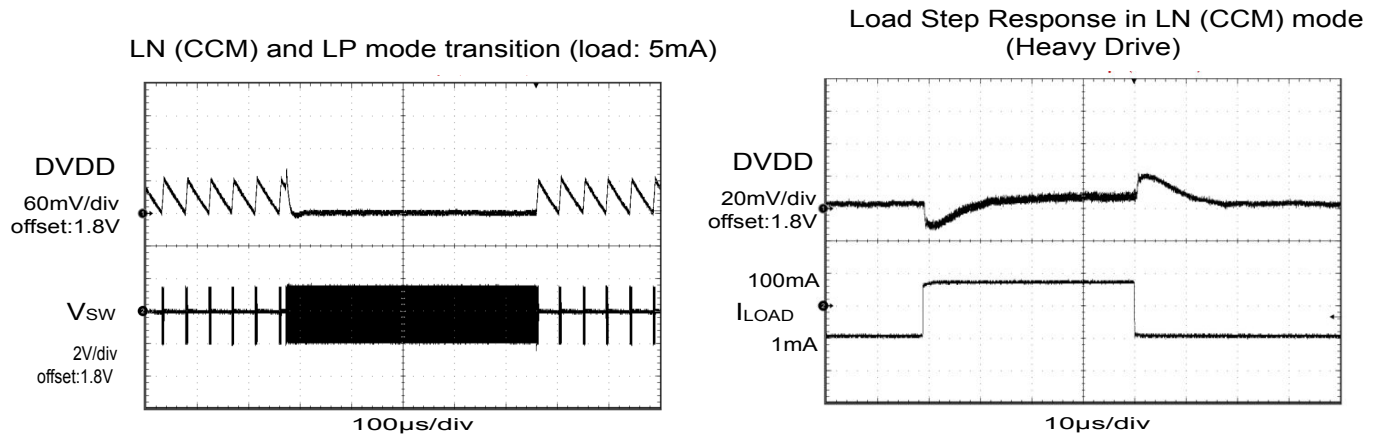 LN (CCM) and LP mode transition (load: 5mA)
DVDD
60mV/div
offset:1.8V
VSW
2V/div
offset:1.8V
100µs/div
Load Step Response in LN (CCM) mode
(Heavy Drive)
DVDD
20mV/div
offset:1.8V
100mA
ILOAD
1mA
10µs/div